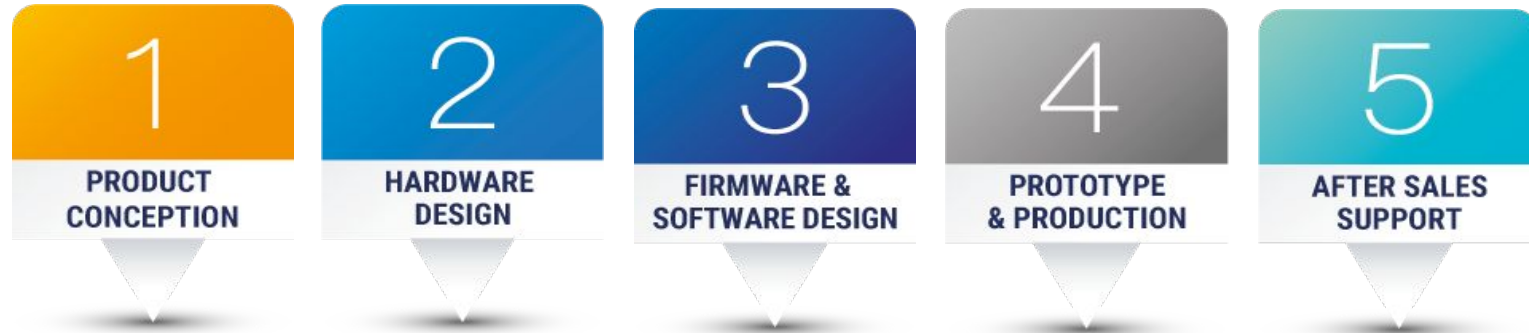 1
PRODUCT
CONCEPTION
2
HARDWARE
DESIGN
3
FIRMWARE &
SOFTWARE DESIGN
4
PROTOTYPE
& PRODUCTION
5
AFTER SALES
SUPPORT